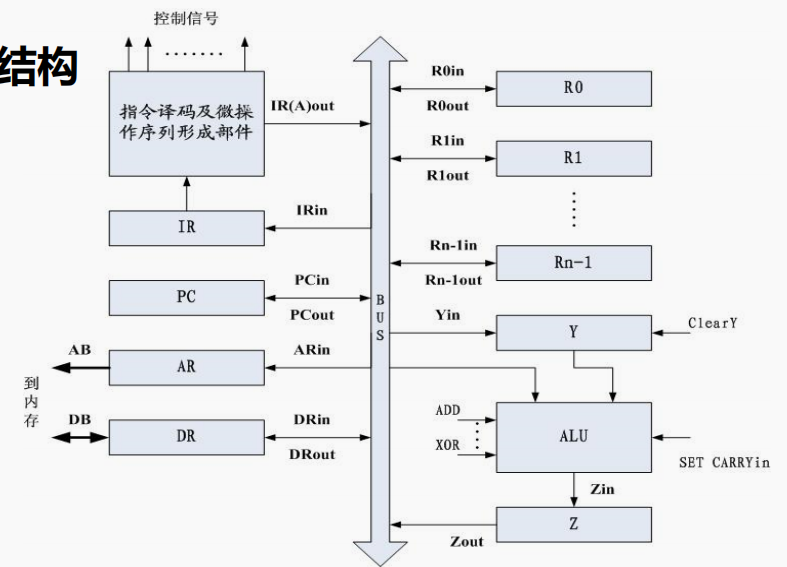 结构
控制信号
指令译码及微操
作序列形成部件
IR(A)out
IRin
IR
PCin
PC
PCout
AB
ARin
AR
到
内
存
DB
DRin
DR
DRout
B
U
S
R0in
R0
R0out
R1in
R1
R1out
Rn-1in
Rn-1
Rn-1out
Yin
Y
ClearY
ADD
XOR
ALU
SET CARRYin
Zin
Z
Zout